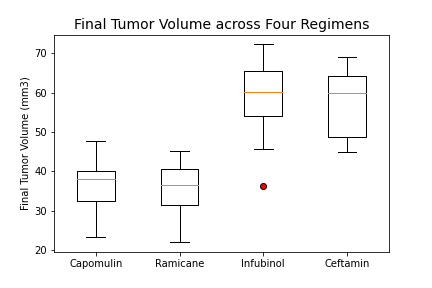 Final Tumor Volume across Four Regimens
Final Tumor Volume (mm3)
70
60
50
40
30
20
Capomulin
Ramicane
Infubinol
Ceftamin